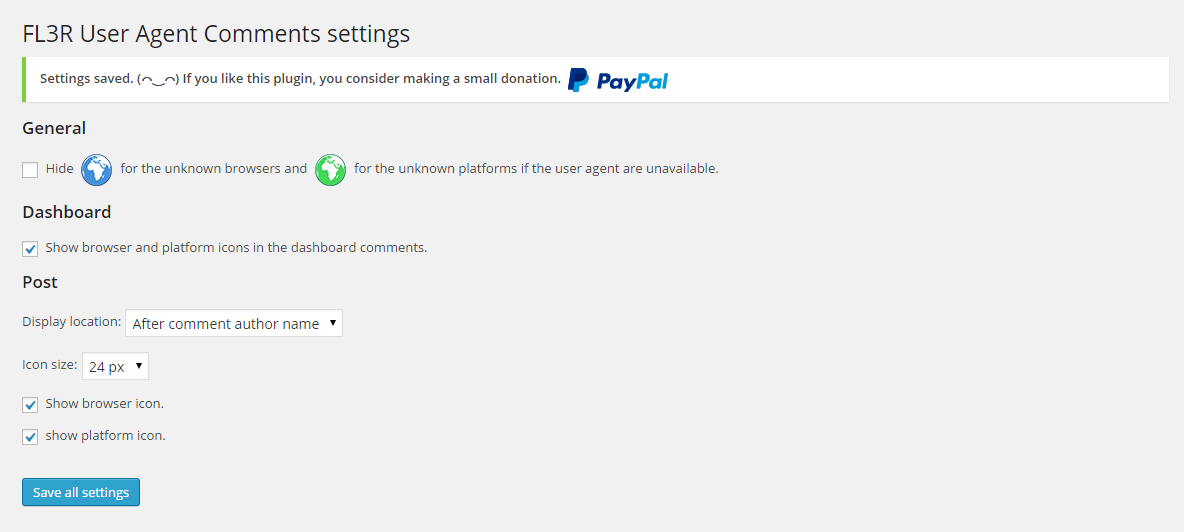 FL3R User Agent Comments settings
Settings saved. (◠‿◠) If you like this plugin, you consider making a small donation. PayPal
General
Hide for the unknown browsers and for the unknown platforms if the user agent are unavailable.
Dashboard
Show browser and platform icons in the dashboard comments.
Post
Display location: After comment author name
Icon size: 24 px
Show browser icon.
show platform icon.
Save all settings